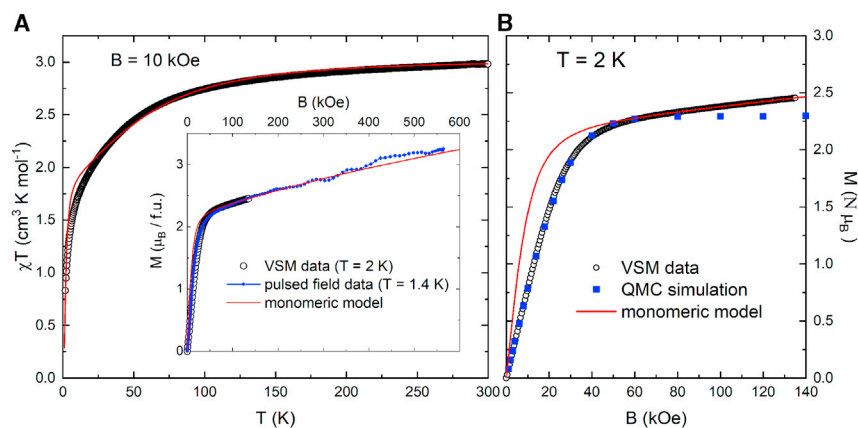 A
B = 10 kOe
3.0
2.5
2.0
1.5
1.0
0.5
0.0
χT (cm³ K mol⁻¹)
0 50 100 150 200 250 300
T (K)
B (kOe)
0 100 200 300 400 500 600
3
2
1
0
M (μB / f.u.)
VSM data (T = 2 K)
pulsed field data (T = 1.4 K)
monomeric model
B
T = 2 K
3.0
2.5
2.0
1.5
1.0
0.5
0.0
M (N μB)
VSM data
QMC simulation
monomeric model
0 20 40 60 80 100 120 140
B (kOe)